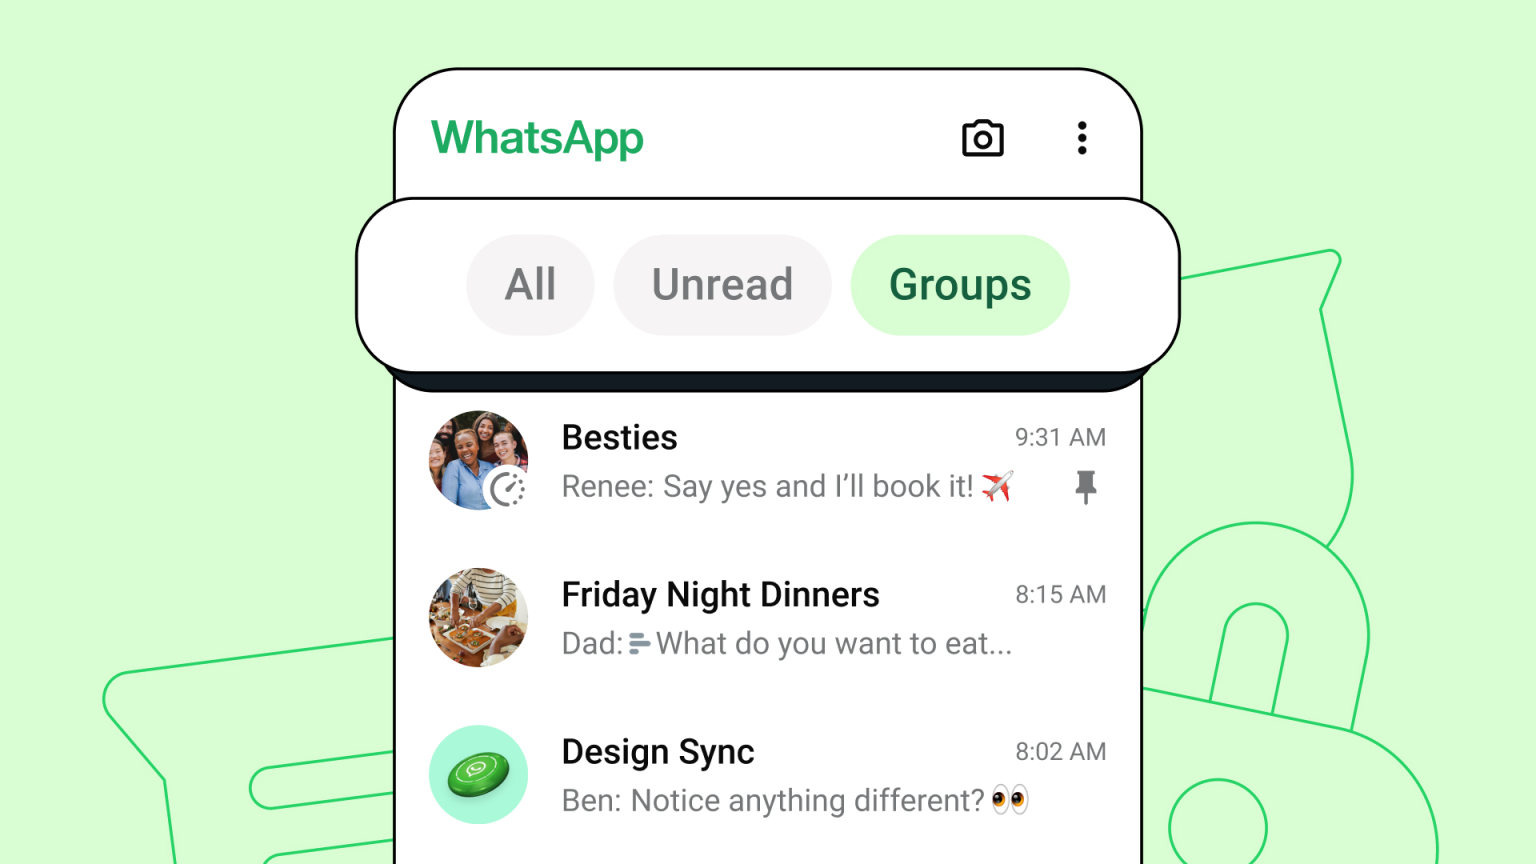 WhatsApp
All Unread Groups
Besties 9:31 AM
Renee: Say yes and I’ll book it! ✈️
Friday Night Dinners 8:15 AM
Dad: What do you want to eat...
Design Sync 8:02 AM
Ben: Notice anything different? 👀